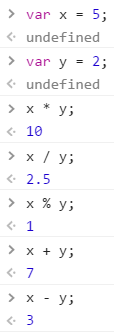 var x = 5;
undefined
var y = 2;
undefined
x * y;
10
x / y;
2.5
x % y;
1
x + y;
7
x - y;
3